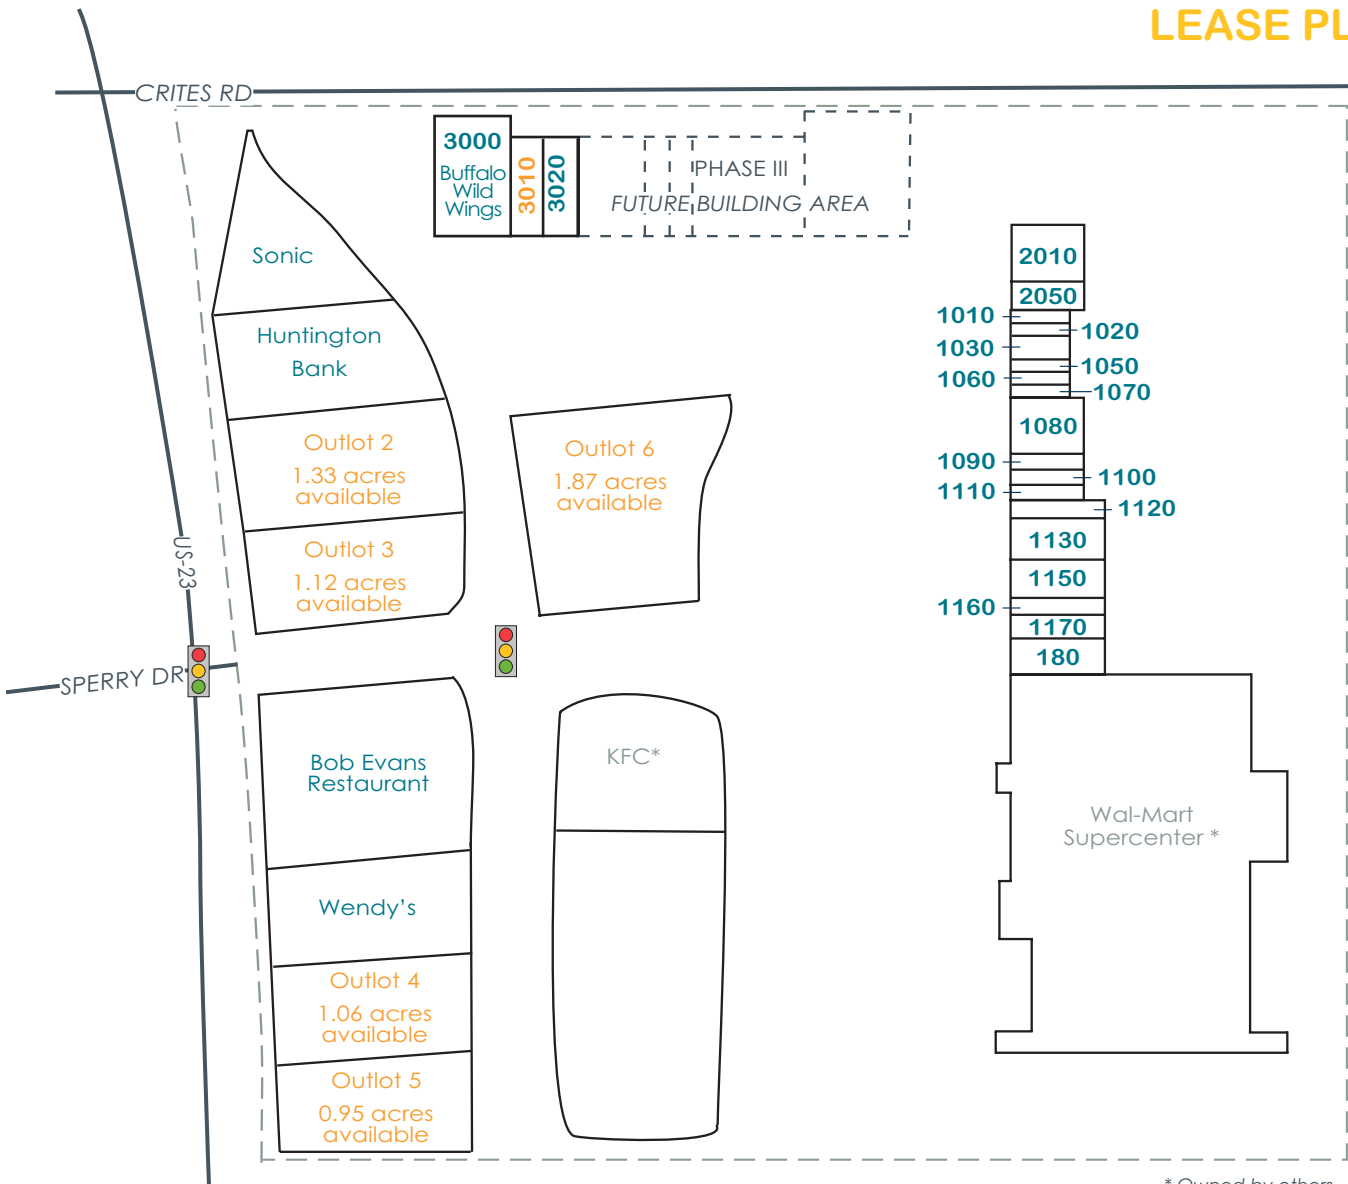 LEASE PL
CRITES RD
3000
Buffalo
Wild
Wings
3010
3020
PHASE III
FUTURE BUILDING AREA
Sonic
Huntington
Bank
Outlot 2
1.33 acres
available
Outlot 3
1.12 acres
available
Outlot 6
1.87 acres
available
US-23
SPERRY DR
Bob Evans
Restaurant
Wendy’s
Outlot 4
1.06 acres
available
Outlot 5
0.95 acres
available
KFC*
2010
2050
1010
1020
1030
1050
1060
1070
1080
1090
1100
1110
1120
1130
1150
1160
1170
180
Wal-Mart
Supercenter *
* Owned by others